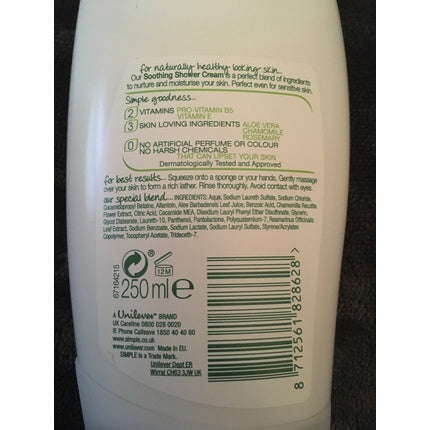 for naturally healthy looking skin...
Our Soothing Shower Cream is a perfect blend of ingredients
to nurture and moisturise your skin. Perfect even for sensitive skin.
Simple goodness...
2 VITAMINS PRO-VITAMIN B5
VITAMIN E
3 SKIN LOVING INGREDIENTS ALOE VERA
CHAMOMILE
ROSEMARY
0 NO ARTIFICIAL PERFUME OR COLOUR
NO HARSH CHEMICALS
THAT CAN UPSET YOUR SKIN
Dermatologically Tested and Approved
for best results... Squeeze onto a sponge or your hands. Gently massage
over your skin to form a rich lather. Rinse thoroughly. Avoid contact with eyes.
our special blend... INGREDIENTS: Aqua, Sodium Laureth Sulfate, Sodium Chloride,
Cocamidopropyl Betaine, Allantoin, Aloe Barbadensis Leaf Juice, Benzoic Acid, Chamomilla Recutita
Flower Extract, Citric Acid, Cocamide MEA, Disodium Lauryl Phenyl Ether Disulfonate, Glycerin,
Glycol Distearate, Laureth-10, Panthenol, Pantolactone, Polyquaternium-7, Rosmarinus Officinalis
Leaf Extract, Sodium Benzoate, Sodium Lactate, Sodium Lauryl Sulfate, Styrene/Acrylates
Copolymer, Tocopheryl Acetate, Trideceth-7.
67164215
12M
250 ml e
A Unilever BRAND
UK Careline 0800 028 0020
IE Phone Callsave 1850 40 40 60
www.simple.co.uk
www.unilever.com Made in EU.
SIMPLE is a Trade Mark.
Unilever Dept ER
Wirral CH63 3JW UK
8 712561 828628 >